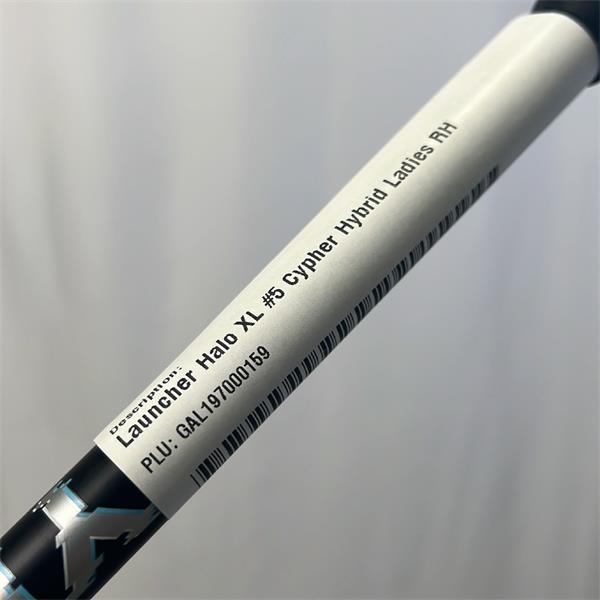 Description:
Launcher Halo XL #5 Cypher Hybrid Ladies RH
PLU: GAL197000159